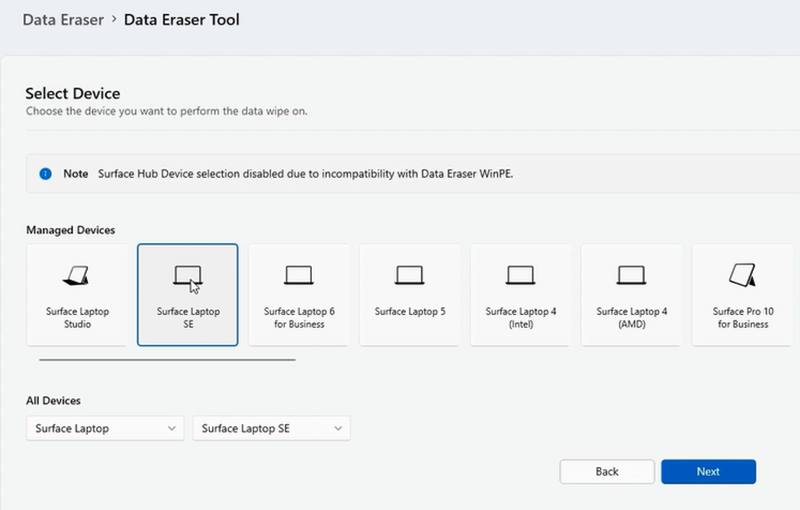 Data Eraser > Data Eraser Tool
Select Device
Choose the device you want to perform the data wipe on.
Note Surface Hub Device selection disabled due to incompatibility with Data Eraser WinPE.
Managed Devices
Surface Laptop
Studio
Surface Laptop
SE
Surface Laptop 6
for Business
Surface Laptop 5
Surface Laptop 4
(Intel)
Surface Laptop 4
(AMD)
Surface Pro 10
for Business
All Devices
Surface Laptop
Surface Laptop SE
Back
Next